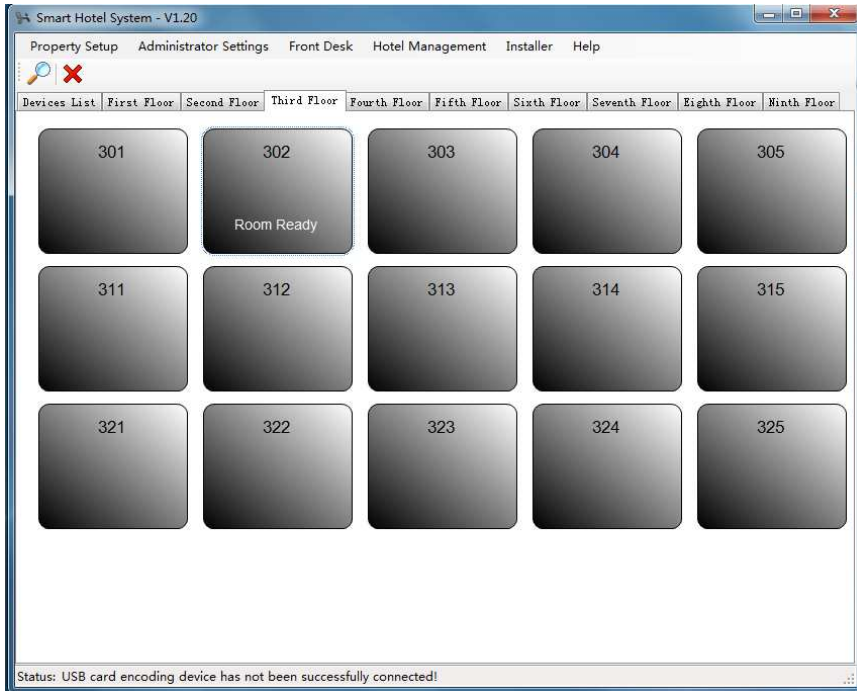 Smart Hotel System - V1.20
Property Setup Administrator Settings Front Desk Hotel Management Installer Help
Devices List First Floor Second Floor Third Floor Fourth Floor Fifth Floor Sixth Floor Seventh Floor Eighth Floor Ninth Floor
301 302 303 304 305
Room Ready
311 312 313 314 315
321 322 323 324 325
Status: USB card encoding device has not been successfully connected!